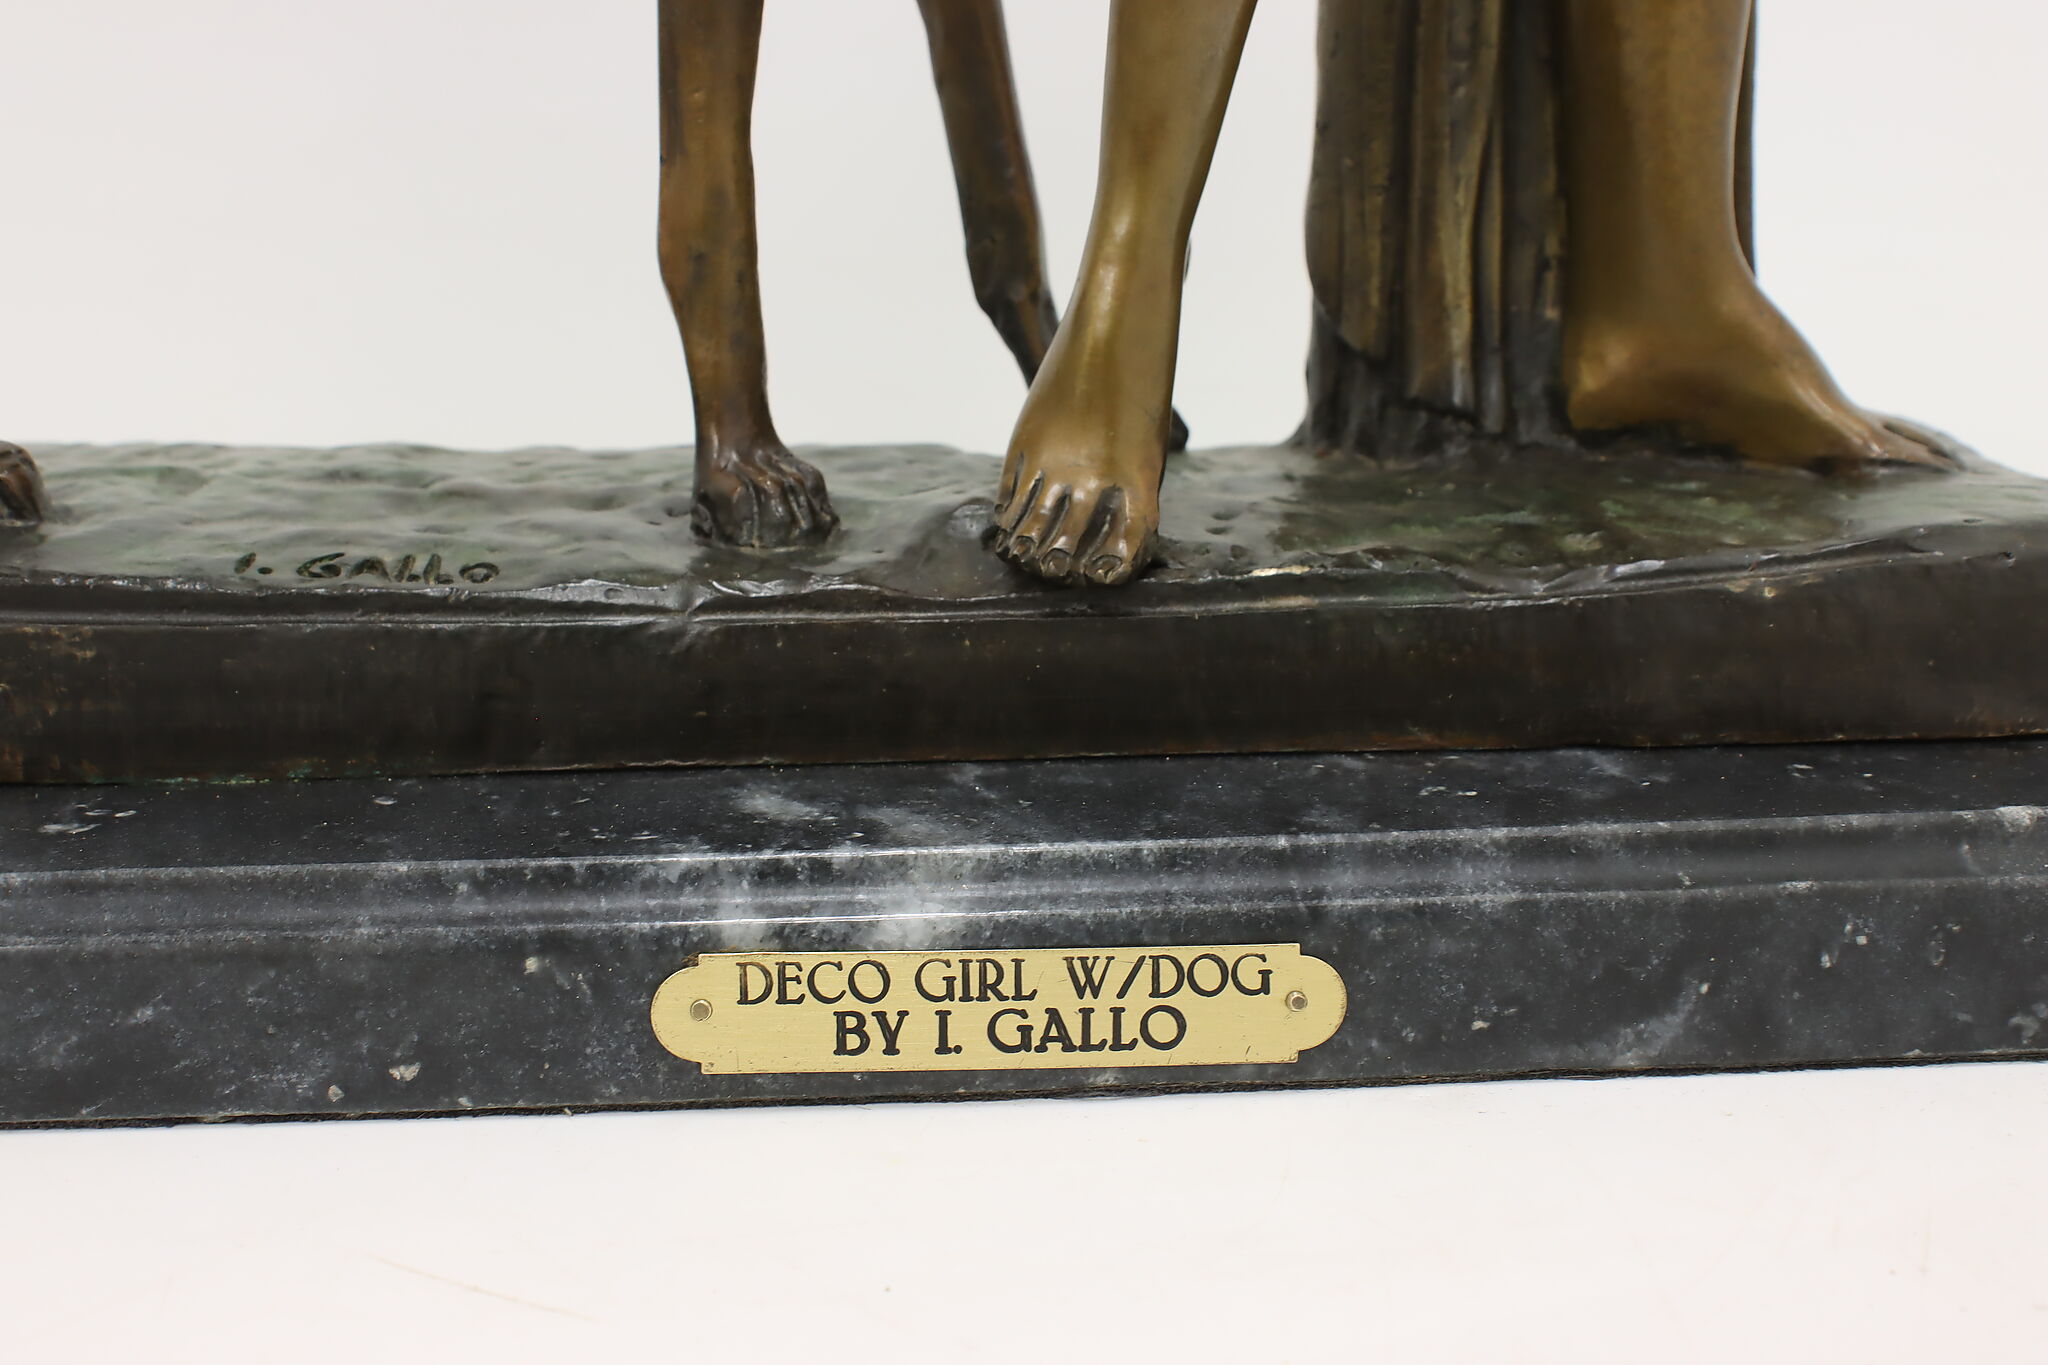 I. GALLO
DECO GIRL W/DOG
BY I. GALLO